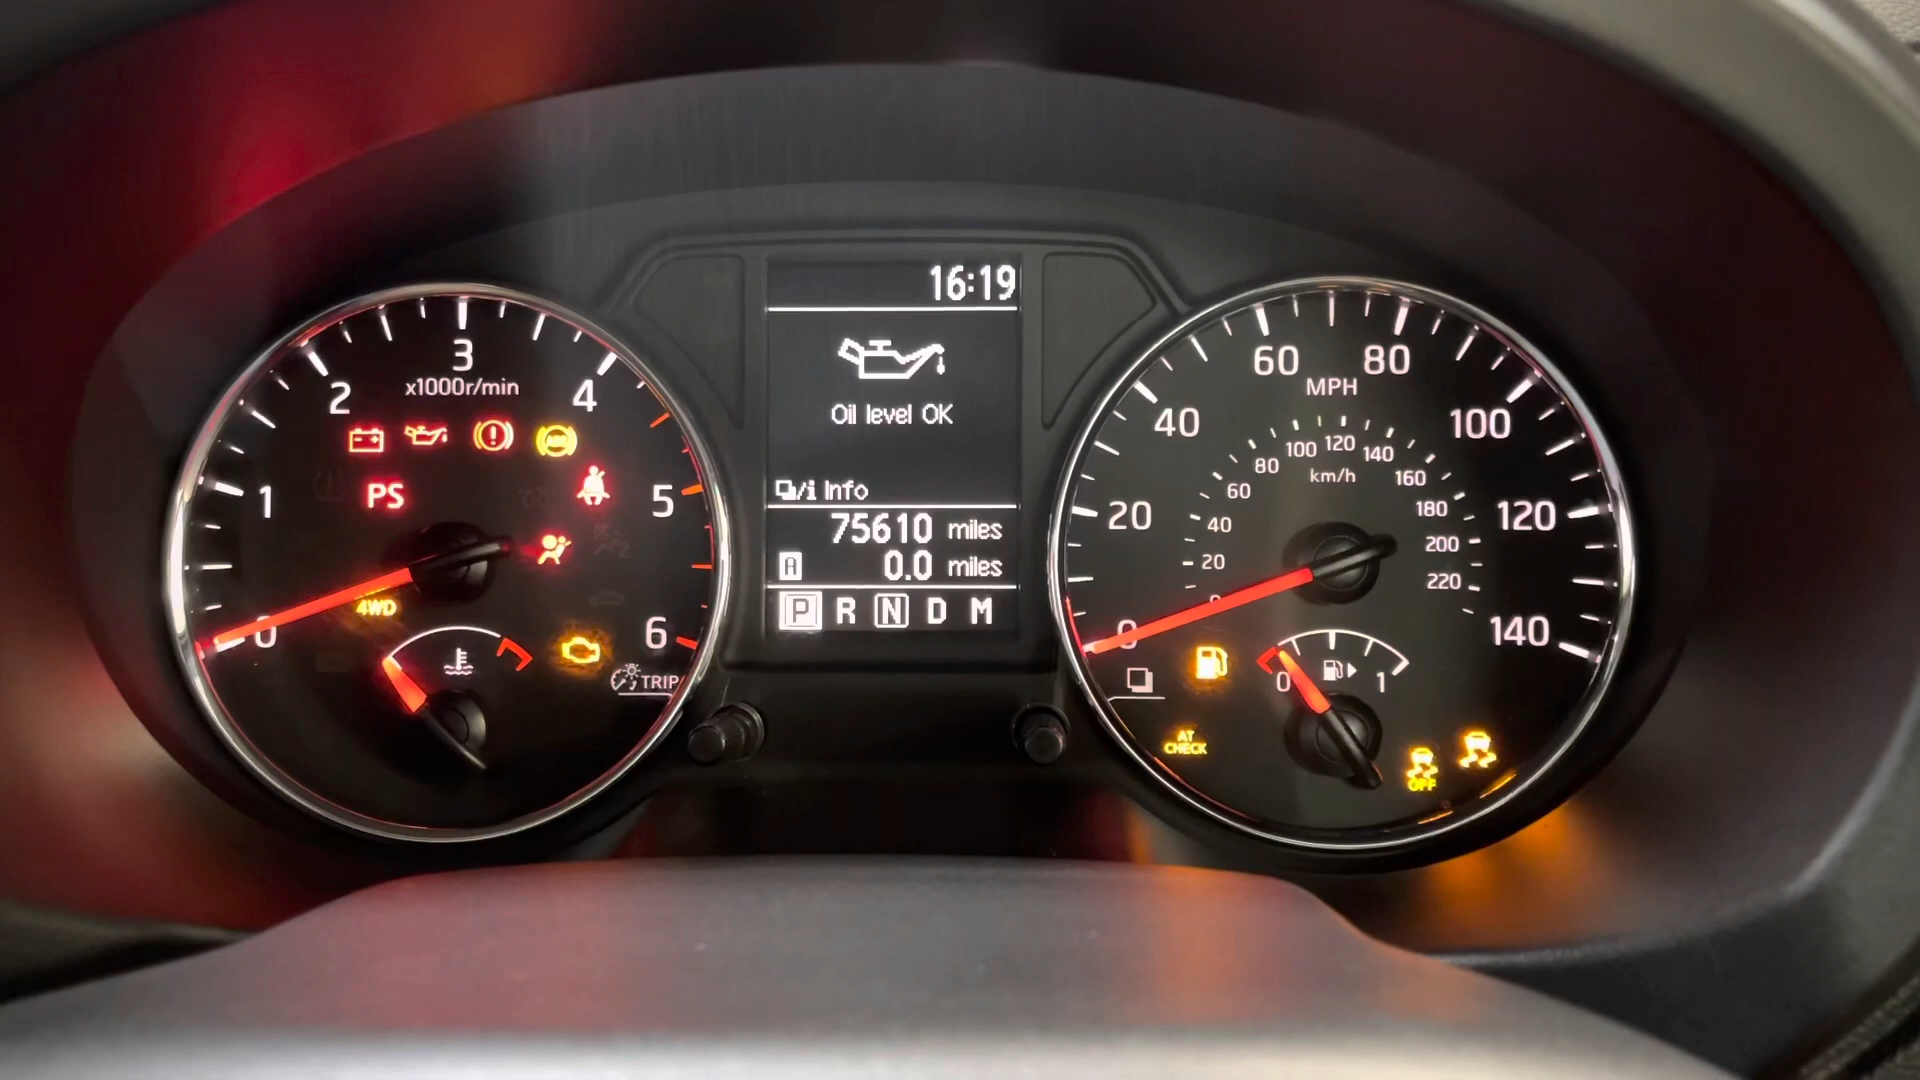 0
1
2
3
4
5
6
x1000r/min
ABS
PS
4WD
TRIP
16:19
Oil level OK
/i Info
75610 miles
A 0.0 miles
P R N D M
0
20
40
60
80
100
120
140
MPH
20
40
60
80
100
120
140
160
180
200
220
km/h
0 1
AT
CHECK
OFF